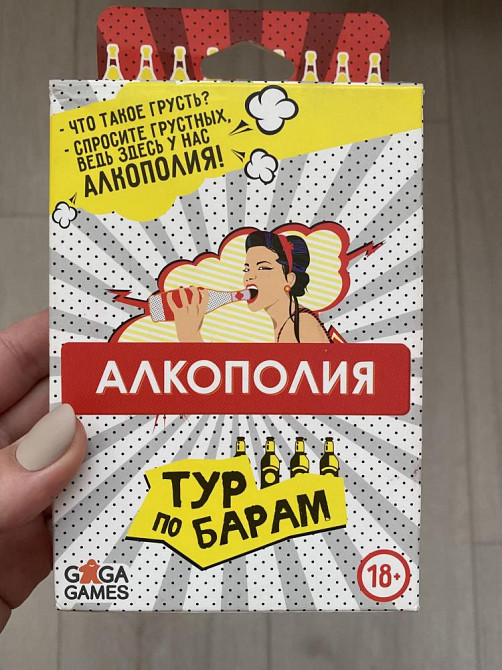 - ЧТО ТАКОЕ ГРУСТЬ?
- СПРОСИТЕ ГРУСТНЫХ,
ВЕДЬ ЗДЕСЬ У НАС
АЛКОПОЛИЯ!
АЛКОПОЛИЯ
ТУР
ПО БАРАМ
GAGA
GAMES
18+